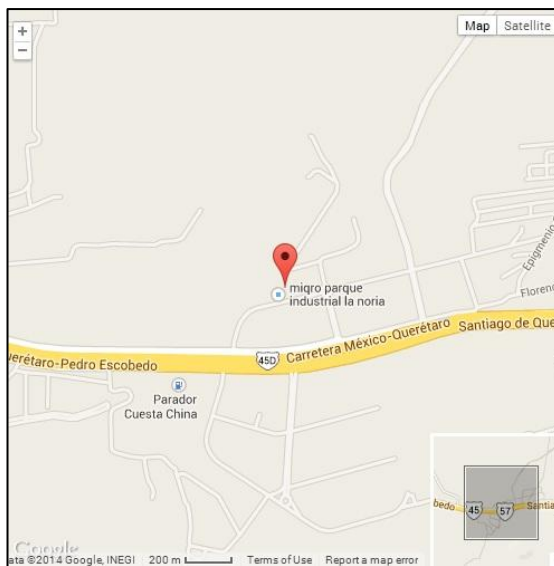 +
Map
Satellite
−
Epigmenio
miqro parque
industrial la noria
Florenc
Carretera México-Querétaro
Santiago de Que
45D
uerétaro-Pedro Escobedo
Parador
Cuesta China
bedo
45
57
Santia
Google
ata ©2014 Google, INEGI
200 m
Terms of Use
Report a map error